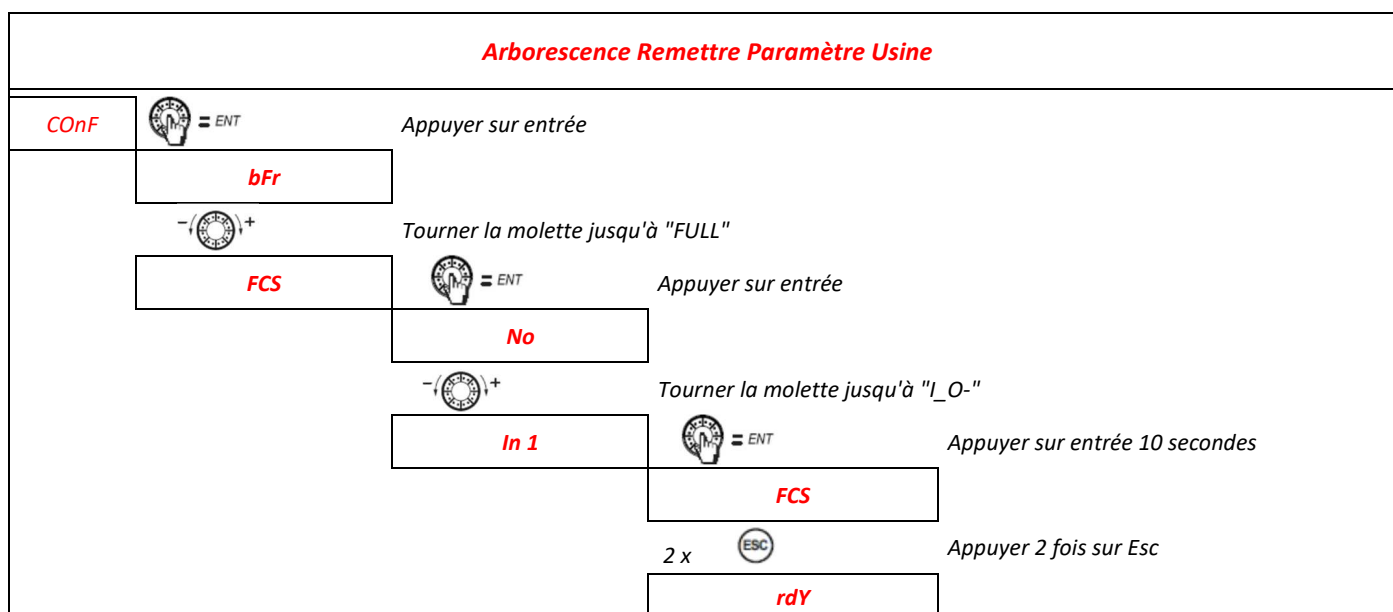 Arborescence Remettre Paramètre Usine
COnF = ENT Appuyer sur entrée
bFr
- + Tourner la molette jusqu'à "FULL"
FCS = ENT Appuyer sur entrée
No
- + Tourner la molette jusqu'à "I_O-"
In 1 = ENT Appuyer sur entrée 10 secondes
FCS
2 x ESC Appuyer 2 fois sur Esc
rdY